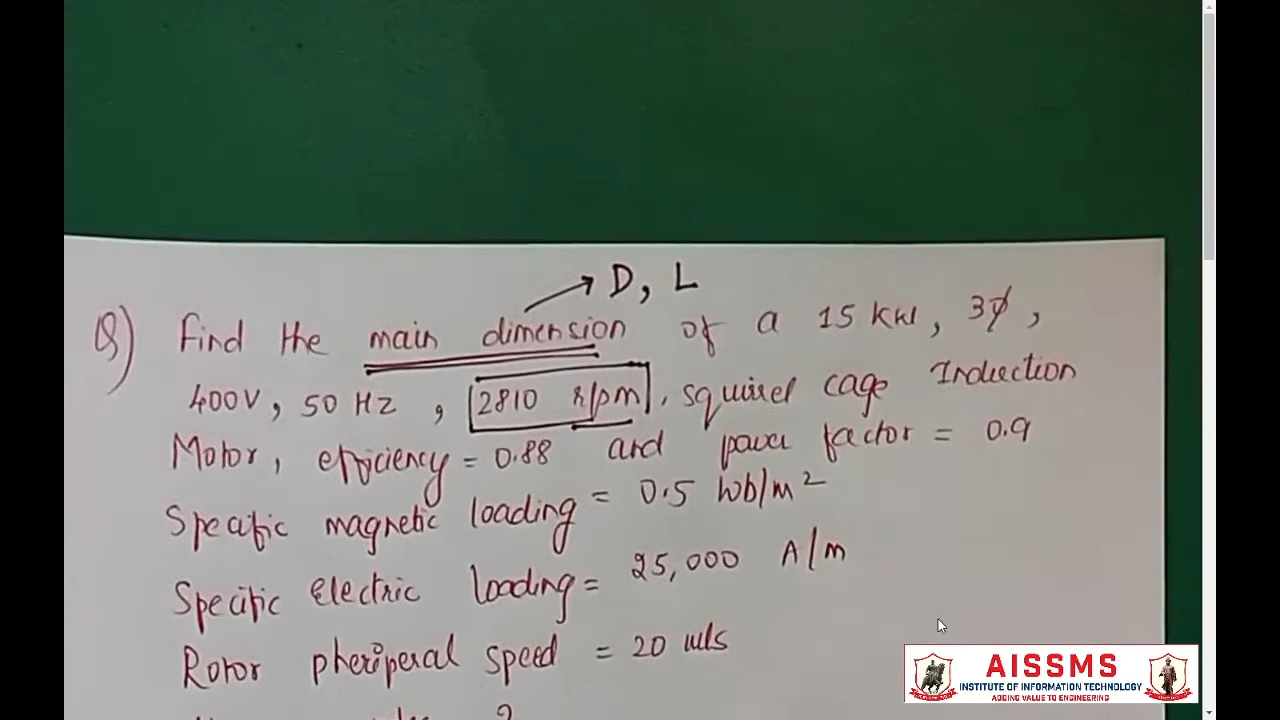 D, L
Q) Find the main dimension of a 15 kW, 3φ,
400V, 50 HZ, 2810 r/pm, squirrel cage Induction
Motor, efficiency = 0.88 and power factor = 0.9
Specific magnetic loading = 0.5 Wb/m²
Specific Electric loading = 25,000 A/m
Rotor pheriperal speed = 20 m/s
AISSMS
INSTITUTE OF INFORMATION TECHNOLOGY
ADDING VALUE TO ENGINEERING